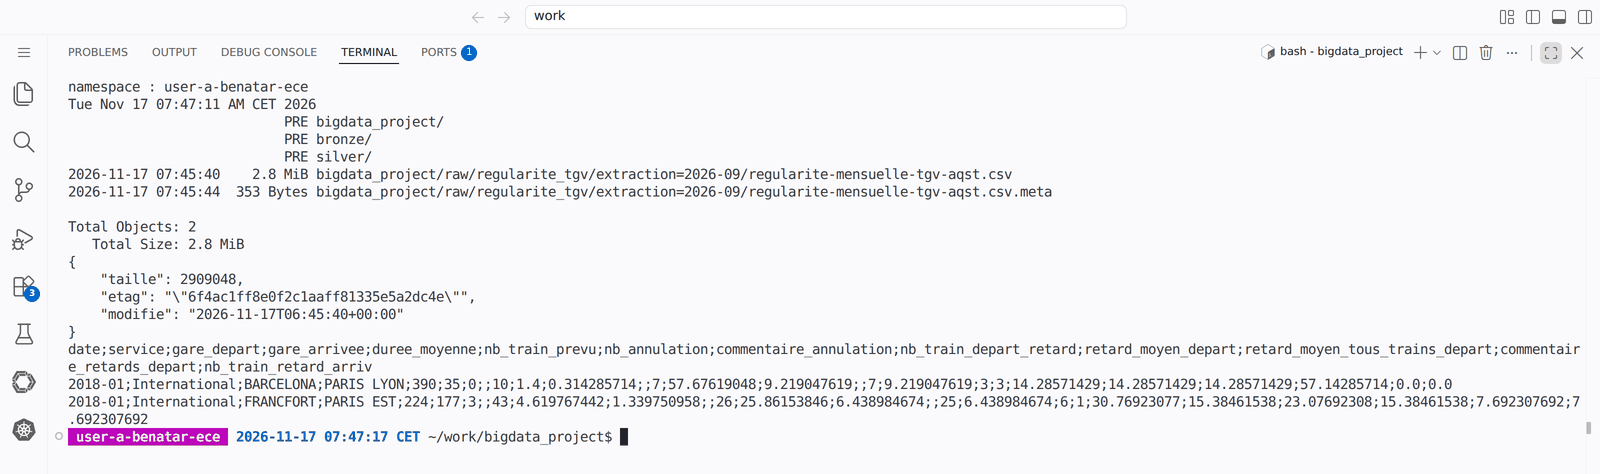 work
PROBLEMS OUTPUT DEBUG CONSOLE TERMINAL PORTS 1 bash - bigdata_project
namespace : user-a-benatar-ece
Tue Nov 17 07:47:11 AM CET 2026
PRE bigdata_project/
PRE bronze/
PRE silver/
2026-11-17 07:45:40 2.8 MiB bigdata_project/raw/regularite_tgv/extraction=2026-09/regularite-mensuelle-tgv-aqst.csv
2026-11-17 07:45:44 353 Bytes bigdata_project/raw/regularite_tgv/extraction=2026-09/regularite-mensuelle-tgv-aqst.csv.meta
Total Objects: 2
Total Size: 2.8 MiB
{
"taille": 2909048,
"etag": "\"6f4ac1ff8e0f2c1aaff81335e5a2dc4e\"",
"modifie": "2026-11-17T06:45:40+00:00"
}
date;service;gare_depart;gare_arrivee;duree_moyenne;nb_train_prevu;nb_annulation;commentaire_annulation;nb_train_depart_retard;retard_moyen_depart;retard_moyen_tous_trains_depart;commentair
e_retards_depart;nb_train_retard_arriv
2018-01;International;BARCELONA;PARIS LYON;390;35;0;;10;1.4;0.314285714;;7;57.67619048;9.219047619;;7;9.219047619;3;3;14.28571429;14.28571429;14.28571429;57.14285714;0.0;0.0
2018-01;International;FRANCFORT;PARIS EST;224;177;3;;43;4.619767442;1.339750958;;26;25.86153846;6.438984674;;25;6.438984674;6;1;30.76923077;15.38461538;23.07692308;15.38461538;7.692307692;7
.692307692
user-a-benatar-ece 2026-11-17 07:47:17 CET ~/work/bigdata_project$
3